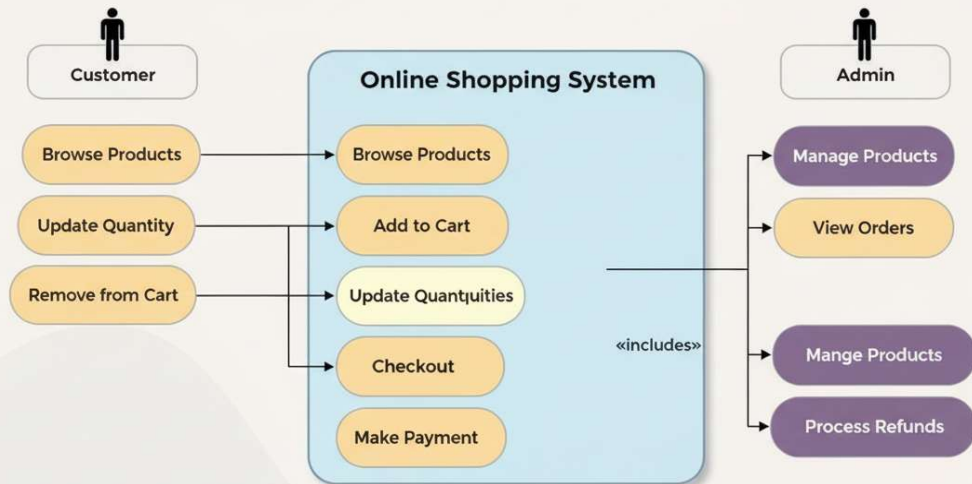 Customer
Online Shopping System
Admin
Browse Products
Browse Products
Manage Products
Update Quantity
Add to Cart
View Orders
Remove from Cart
Update Quantquities
«includes»
Checkout
Mange Products
Make Payment
Process Refunds